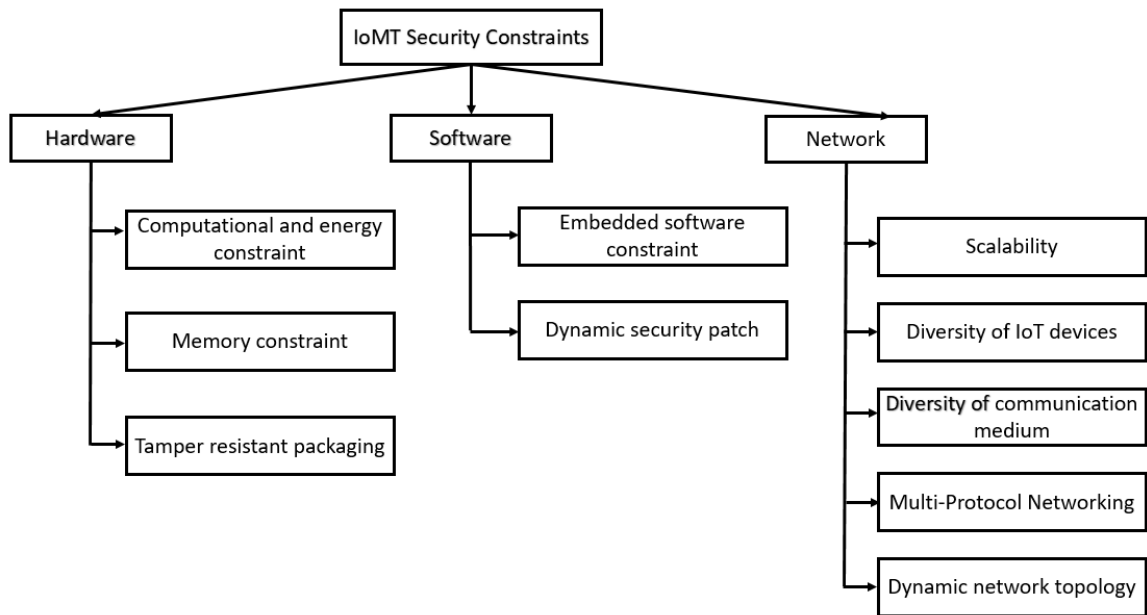 IoMT Security Constraints
Hardware
Software
Network
Computational and energy
constraint
Memory constraint
Tamper resistant packaging
Embedded software
constraint
Dynamic security patch
Scalability
Diversity of IoT devices
Diversity of communication
medium
Multi-Protocol Networking
Dynamic network topology